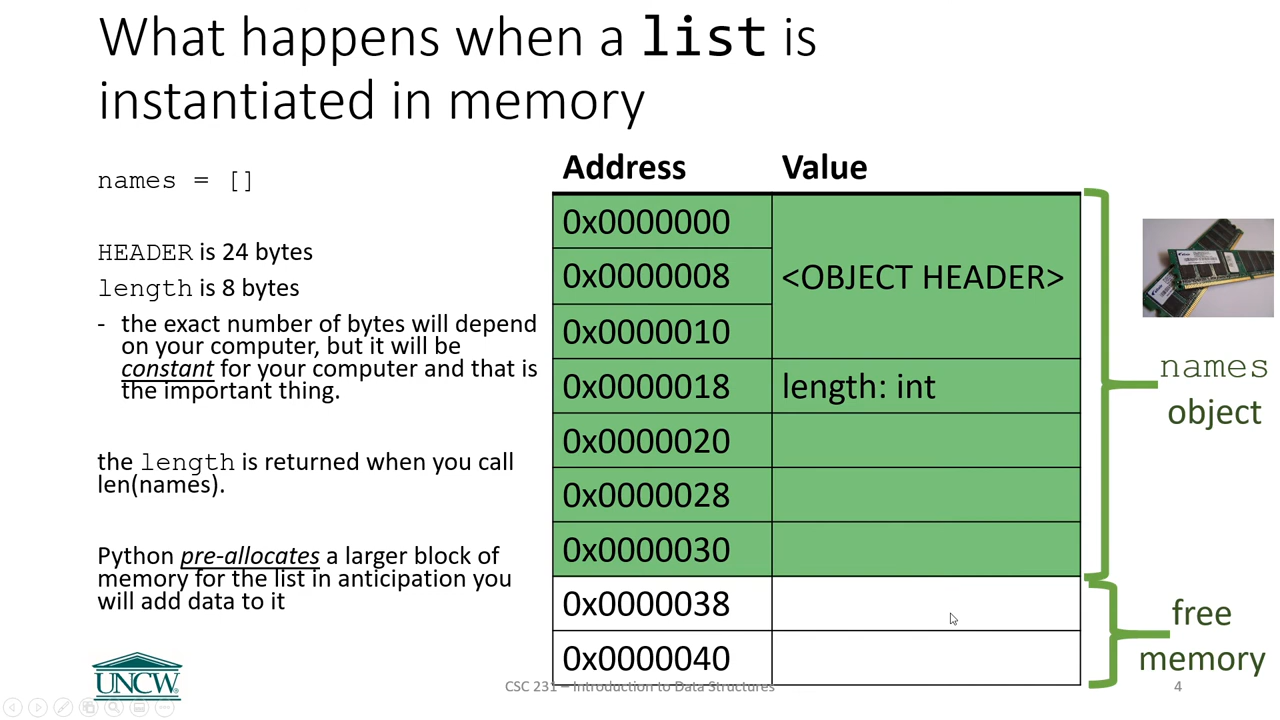 What happens when a list is
instantiated in memory
names = []
HEADER is 24 bytes
length is 8 bytes
- the exact number of bytes will depend
on your computer, but it will be
constant for your computer and that is
the important thing.
the length is returned when you call
len(names).
Python pre-allocates a larger block of
memory for the list in anticipation you
will add data to it
Address Value
0x0000000
0x0000008 <OBJECT HEADER>
0x0000010
0x0000018 length: int
0x0000020
0x0000028
0x0000030
0x0000038
0x0000040
names
object
free
memory
UNCW
CSC 231 – Introduction to Data Structures
4